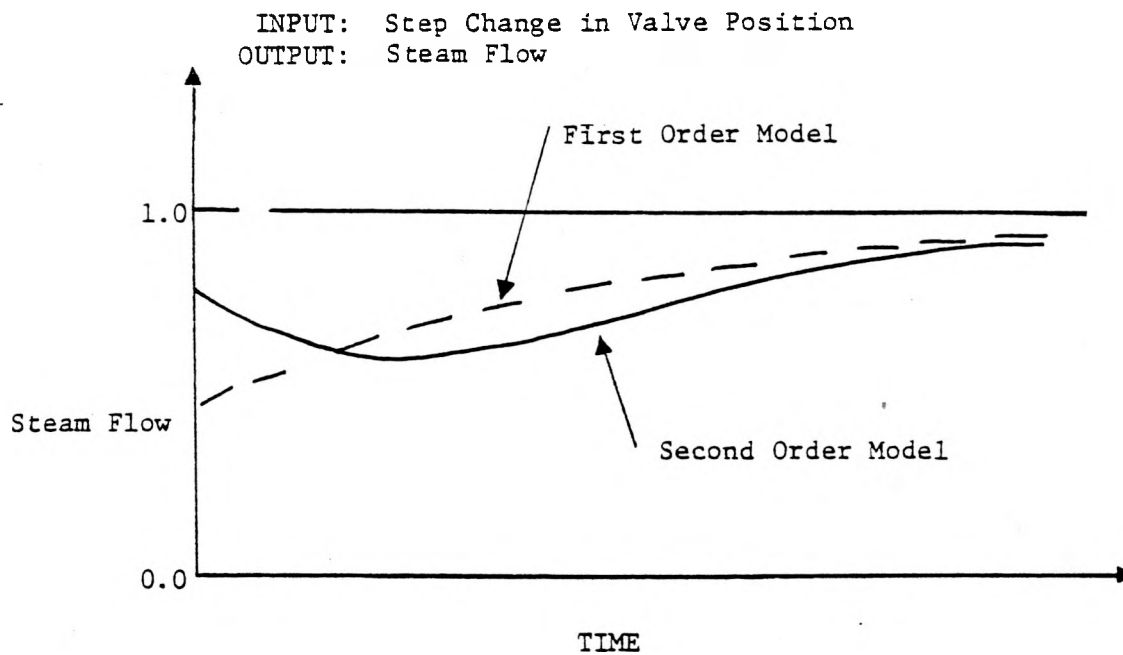 INPUT: Step Change in Valve Position
OUTPUT: Steam Flow
First Order Model
1.0
Steam Flow
Second Order Model
0.0
TIME